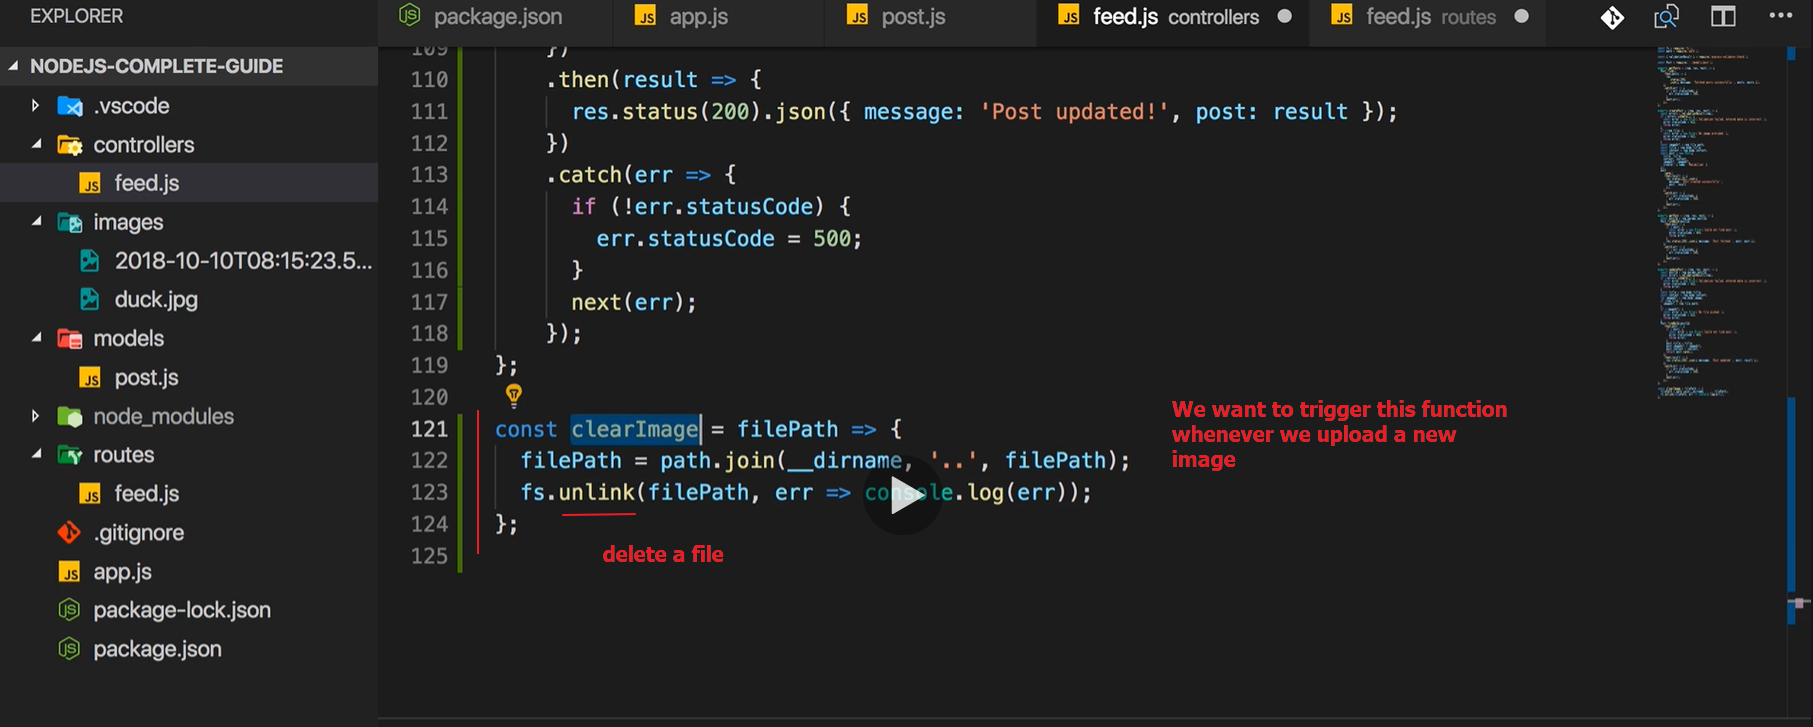 EXPLORER
NODEJS-COMPLETE-GUIDE
.vscode
controllers
feed.js
images
2018-10-10T08:15:23.5...
duck.jpg
models
post.js
node_modules
routes
feed.js
.gitignore
app.js
package-lock.json
package.json
package.json
app.js
post.js
feed.js controllers
feed.js routes
109 })
110 .then(result => {
111 res.status(200).json({ message: 'Post updated!', post: result });
112 })
113 .catch(err => {
114 if (!err.statusCode) {
115 err.statusCode = 500;
116 }
117 next(err);
118 });
119 };
120
121 const clearImage = filePath => {
122 filePath = path.join(__dirname, '..', filePath);
123 fs.unlink(filePath, err => console.log(err));
124 };
125
We want to trigger this function
whenever we upload a new
image
delete a file